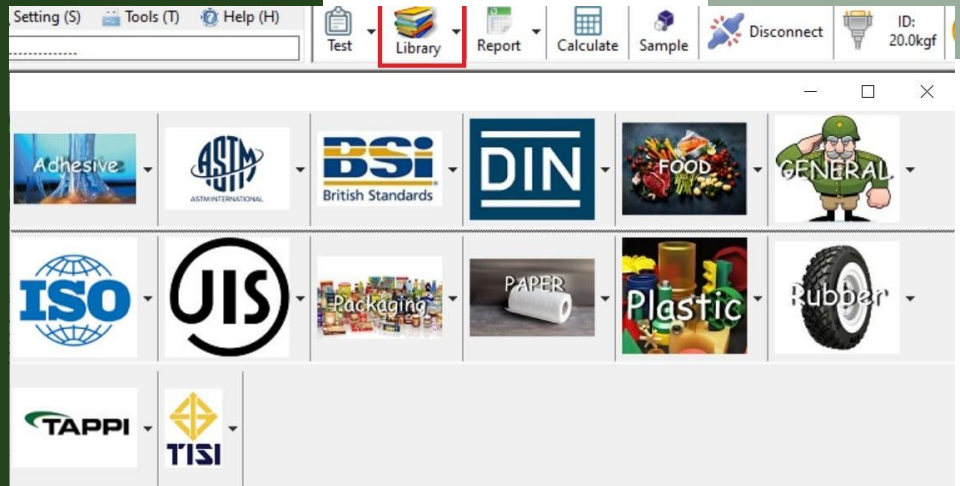 Setting (S) Tools (T) Help (H)
Test Library Report Calculate Sample Disconnect
ID:
20.0kgf
Adhesive
ASTM
ASTM INTERNATIONAL
BSi
British Standards
DIN
FOOD
GENERAL
ISO
JIS
Packaging
PAPER
Plastic
Rubber
TAPPI
TISI